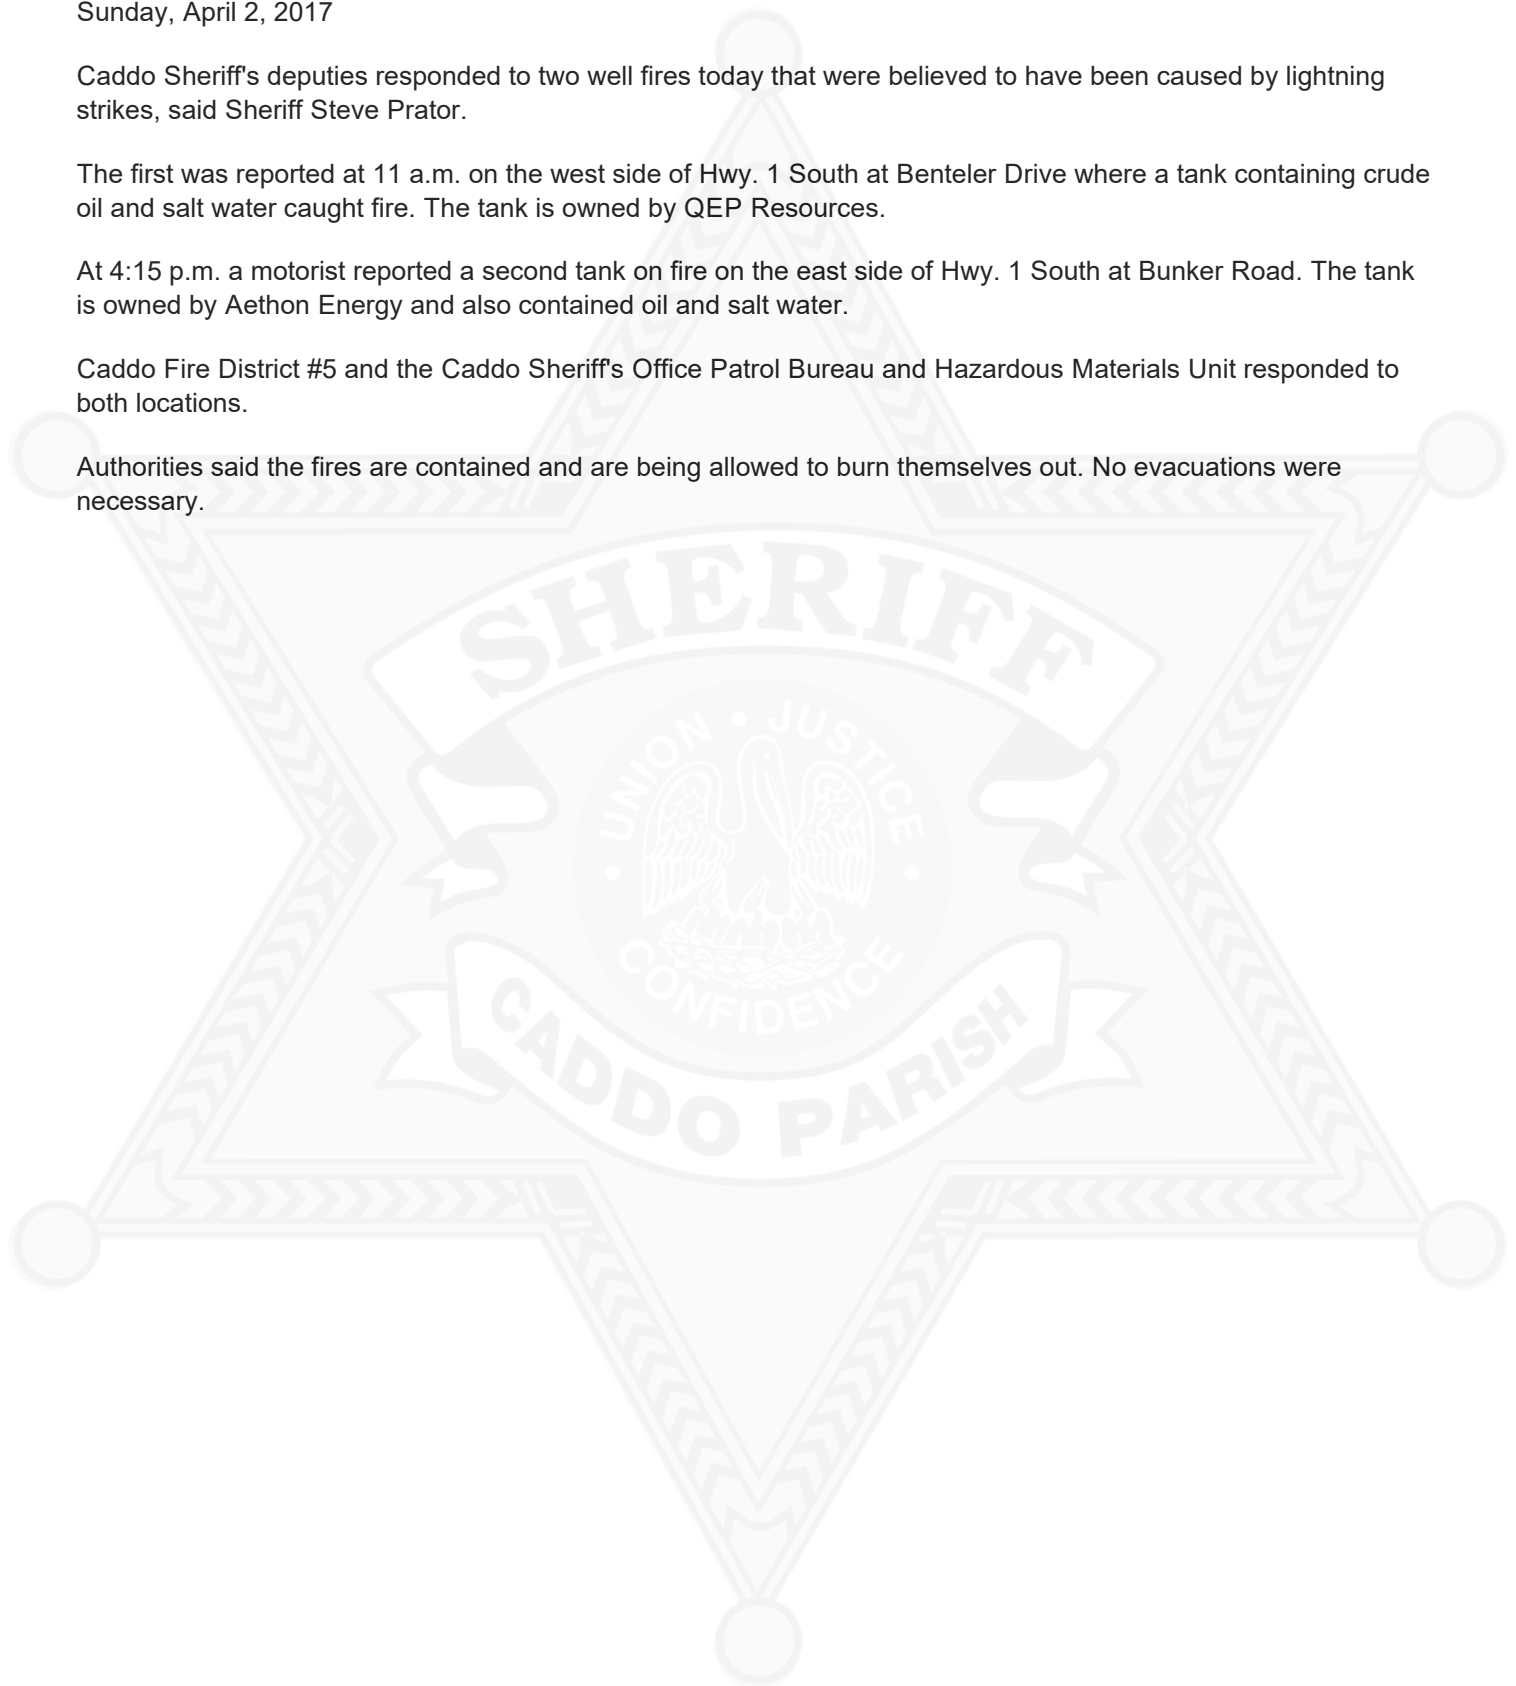 Sunday, April 2, 2017
Caddo Sheriff's deputies responded to two well fires today that were believed to have been caused by lightning
strikes, said Sheriff Steve Prator.
The first was reported at 11 a.m. on the west side of Hwy. 1 South at Benteler Drive where a tank containing crude
oil and salt water caught fire. The tank is owned by QEP Resources.
At 4:15 p.m. a motorist reported a second tank on fire on the east side of Hwy. 1 South at Bunker Road. The tank
is owned by Aethon Energy and also contained oil and salt water.
Caddo Fire District #5 and the Caddo Sheriff's Office Patrol Bureau and Hazardous Materials Unit responded to
both locations.
Authorities said the fires are contained and are being allowed to burn themselves out. No evacuations were
necessary.
SHERIFF
UNION • JUSTICE
• CONFIDENCE •
CADDO PARISH